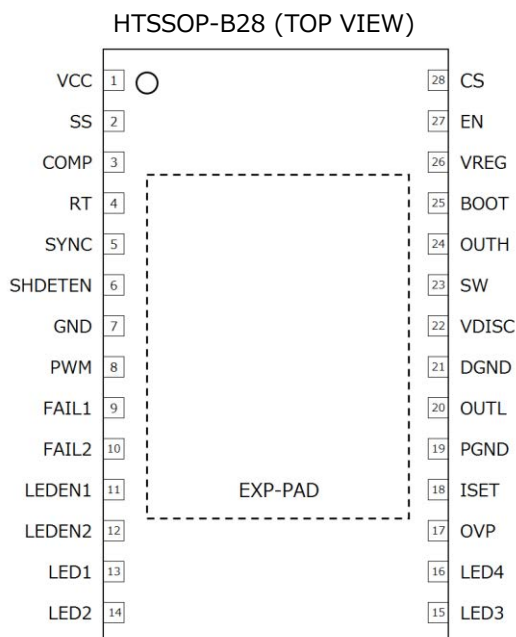 HTSSOP-B28 (TOP VIEW)
VCC 1 28 CS
SS 2 27 EN
COMP 3 26 VREG
RT 4 25 BOOT
SYNC 5 24 OUTH
SHDETEN 6 23 SW
GND 7 22 VDISC
PWM 8 21 DGND
FAIL1 9 20 OUTL
FAIL2 10 19 PGND
LEDEN1 11 EXP-PAD 18 ISET
LEDEN2 12 17 OVP
LED1 13 16 LED4
LED2 14 15 LED3